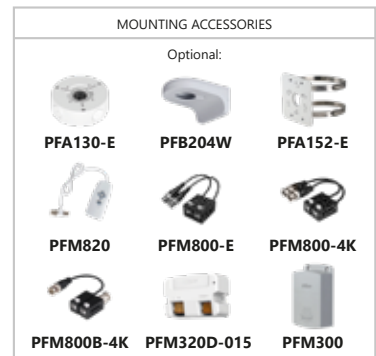 MOUNTING ACCESSORIES
Optional:
PFA130-E PFB204W PFA152-E
PFM820 PFM800-E PFM800-4K
PFM800B-4K PFM320D-015 PFM300